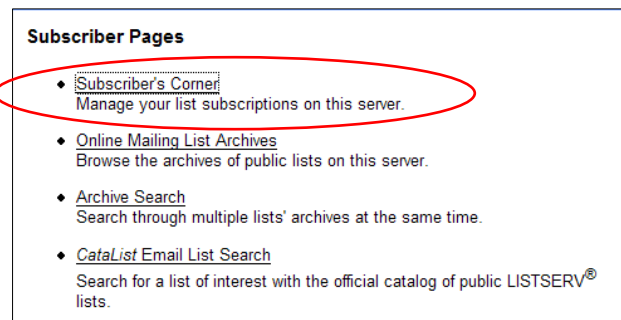 Subscriber Pages
Subscriber's Corner
Manage your list subscriptions on this server.
Online Mailing List Archives
Browse the archives of public lists on this server.
Archive Search
Search through multiple lists' archives at the same time.
CataList Email List Search
Search for a list of interest with the official catalog of public LISTSERV®
lists.